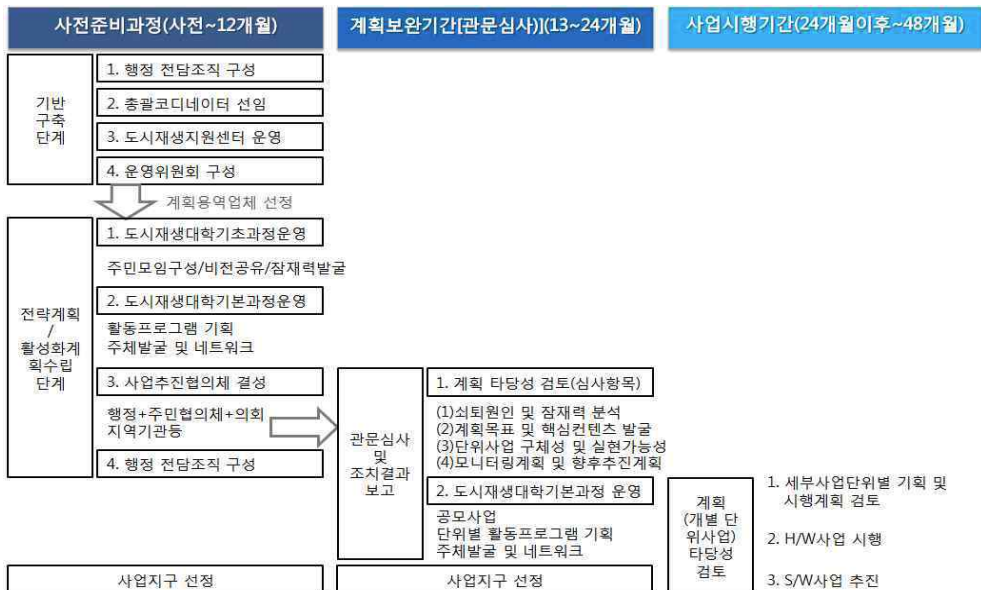 사전준비과정(사전~12개월)
계획보완기간[관문심사)](13~24개월)
사업시행기간(24개월이후~48개월)
기반
구축
단계
1. 행정 전담조직 구성
2. 총괄코디네이터 선임
3. 도시재생지원센터 운영
4. 운영위원회 구성
계획용역업체 선정
전략계획
/
활성화계
획수립
단계
1. 도시재생대학기초과정운영
주민모임구성/비전공유/잠재력발굴
2. 도시재생대학기본과정운영
활동프로그램 기획
주체발굴 및 네트워크
3. 사업추진협의체 결성
행정+주민협의체+의회
지역기관등
4. 행정 전담조직 구성
관문심사
및
조치결과
보고
1. 계획 타당성 검토(심사항목)
(1)쇠퇴원인 및 잠재력 분석
(2)계획목표 및 핵심컨텐츠 발굴
(3)단위사업 구체성 및 실현가능성
(4)모니터링계획 및 향후추진계획
2. 도시재생대학기본과정 운영
공모사업
단위별 활동프로그램 기획
주체발굴 및 네트워크
계획
(개별 단
위사업)
타당성
검토
1. 세부사업단위별 기획 및
시행계획 검토
2. H/W사업 시행
3. S/W사업 추진
사업지구 선정
사업지구 선정